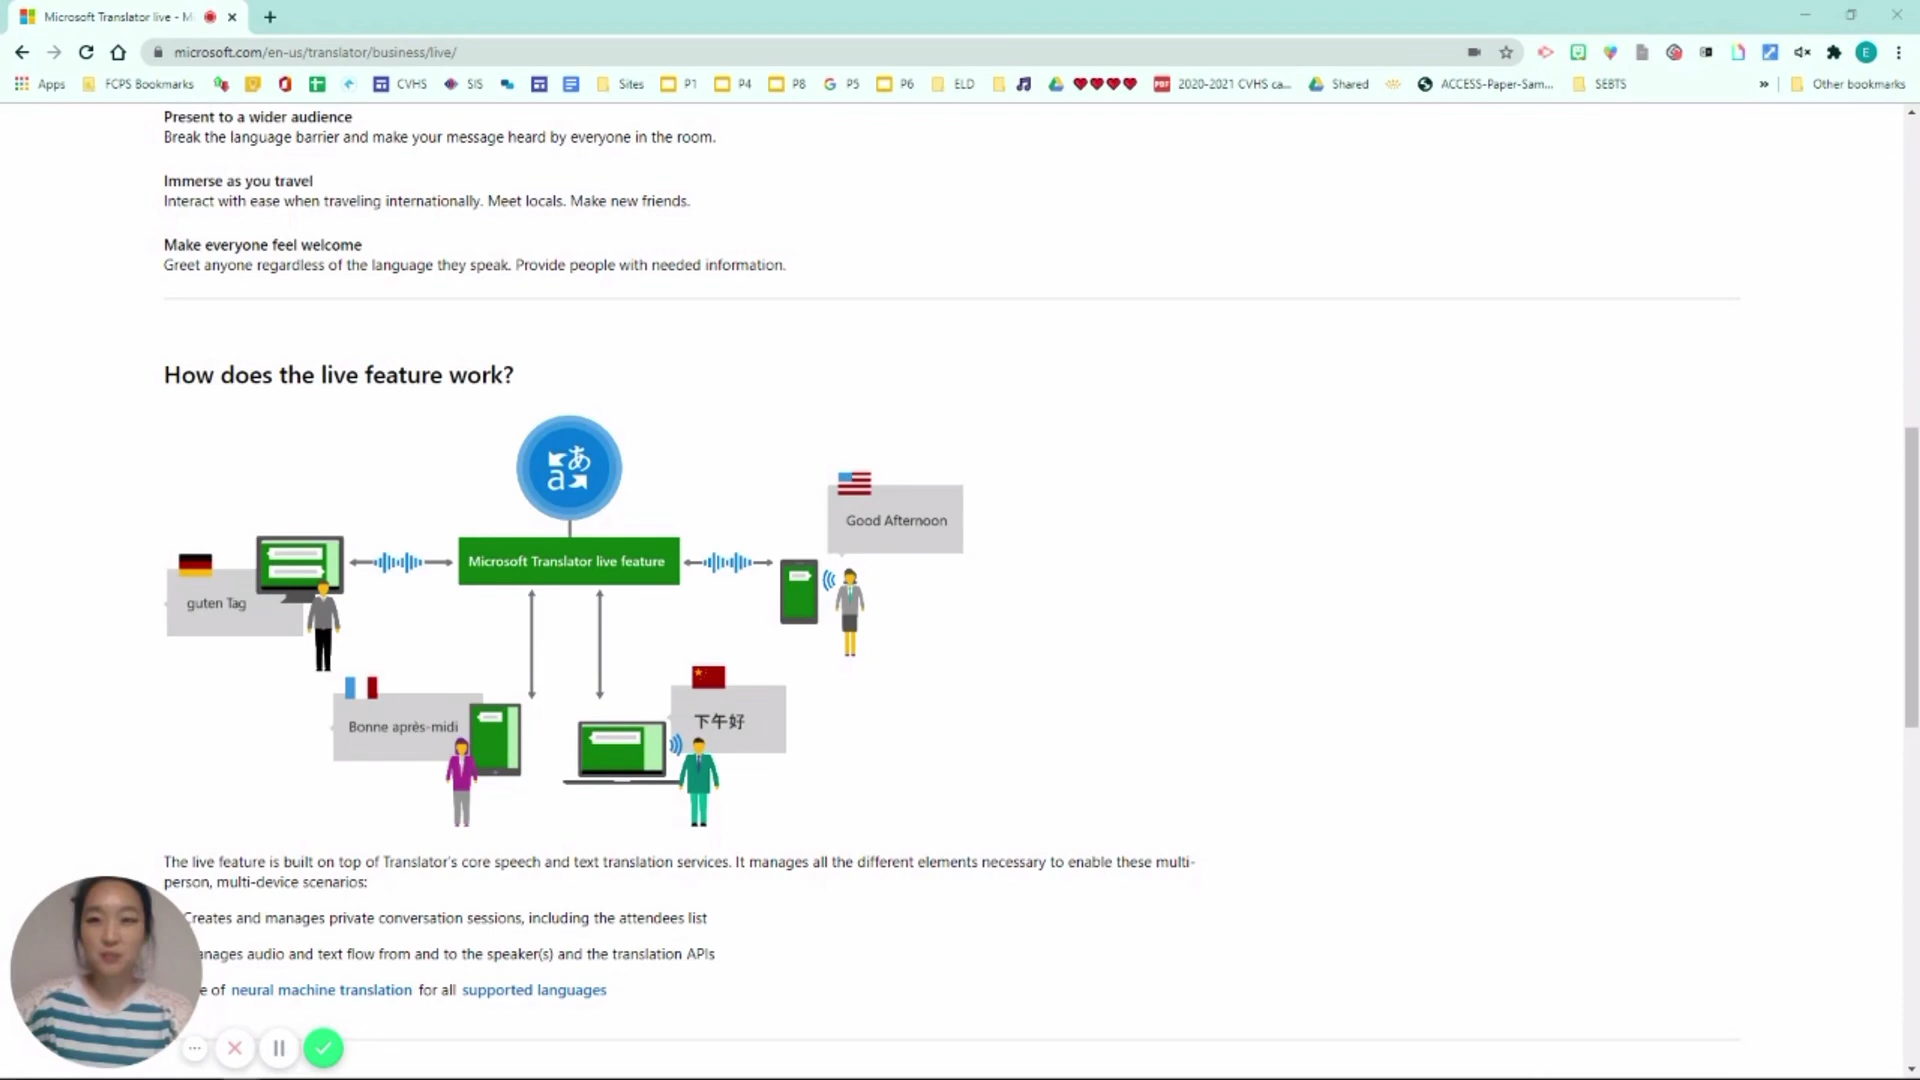 Microsoft Translator live - M
microsoft.com/en-us/translator/business/live/
E
Apps
FCPS Bookmarks
CVHS
SIS
Sites
P1
P4
P8
P5
P6
ELD
2020-2021 CVHS ca...
Shared
ACCESS-Paper-Sam...
SEBTS
»
Other bookmarks
Present to a wider audience
Break the language barrier and make your message heard by everyone in the room.
Immerse as you travel
Interact with ease when traveling internationally. Meet locals. Make new friends.
Make everyone feel welcome
Greet anyone regardless of the language they speak. Provide people with needed information.
How does the live feature work?
a あ
Good Afternoon
Microsoft Translator live feature
guten Tag
Bonne après-midi
下午好
The live feature is built on top of Translator's core speech and text translation services. It manages all the different elements necessary to enable these multi-
person, multi-device scenarios:
Creates and manages private conversation sessions, including the attendees list
anages audio and text flow from and to the speaker(s) and the translation APIs
e of neural machine translation for all supported languages